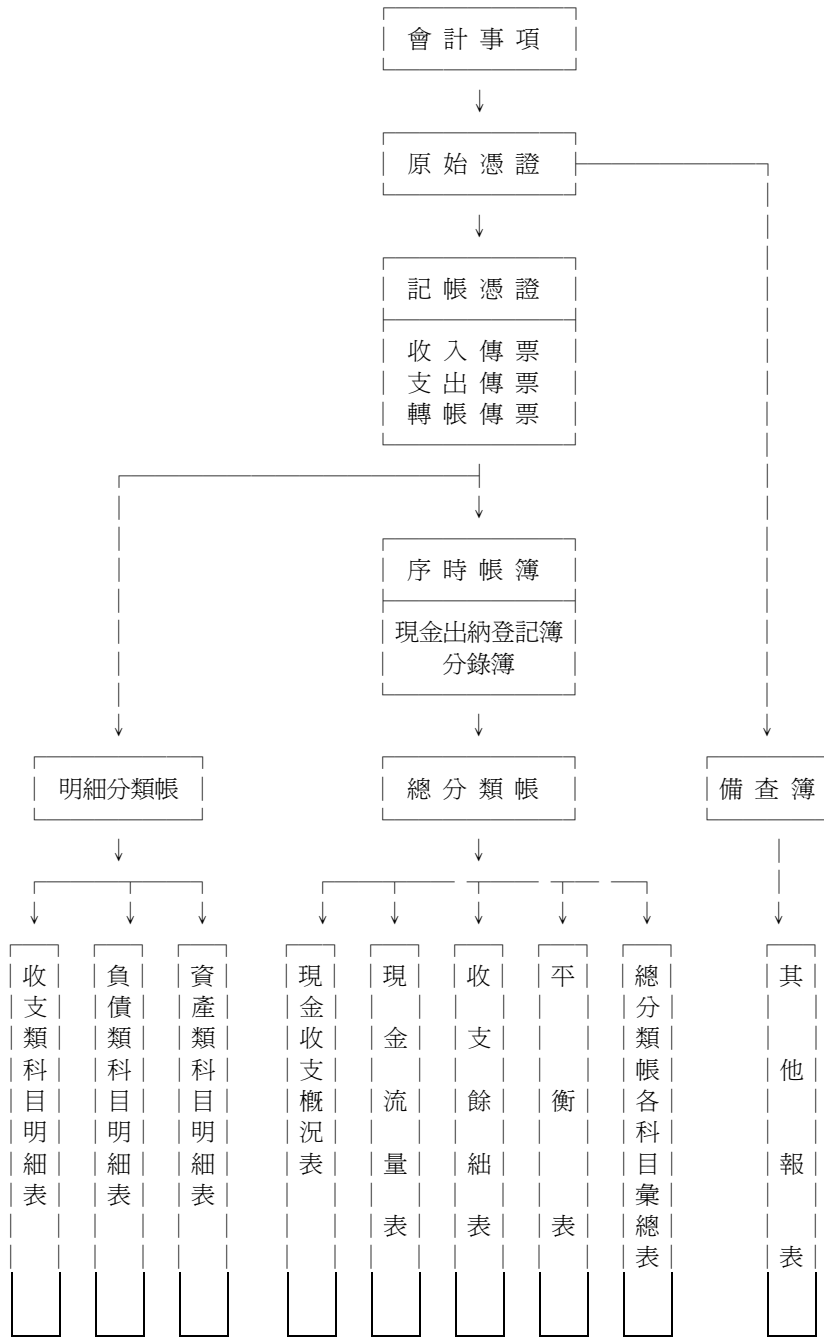 會計事項
原始憑證
記帳憑證
收入傳票
支出傳票
轉帳傳票
序時帳簿
現金出納登記簿
分錄簿
明細分類帳
總分類帳
備查簿
收支類科目明細表
負債類科目明細表
資產類科目明細表
現金收支概況表
現金流量表
收支餘絀表
平衡表
總分類帳各科目彙總表
其他報表